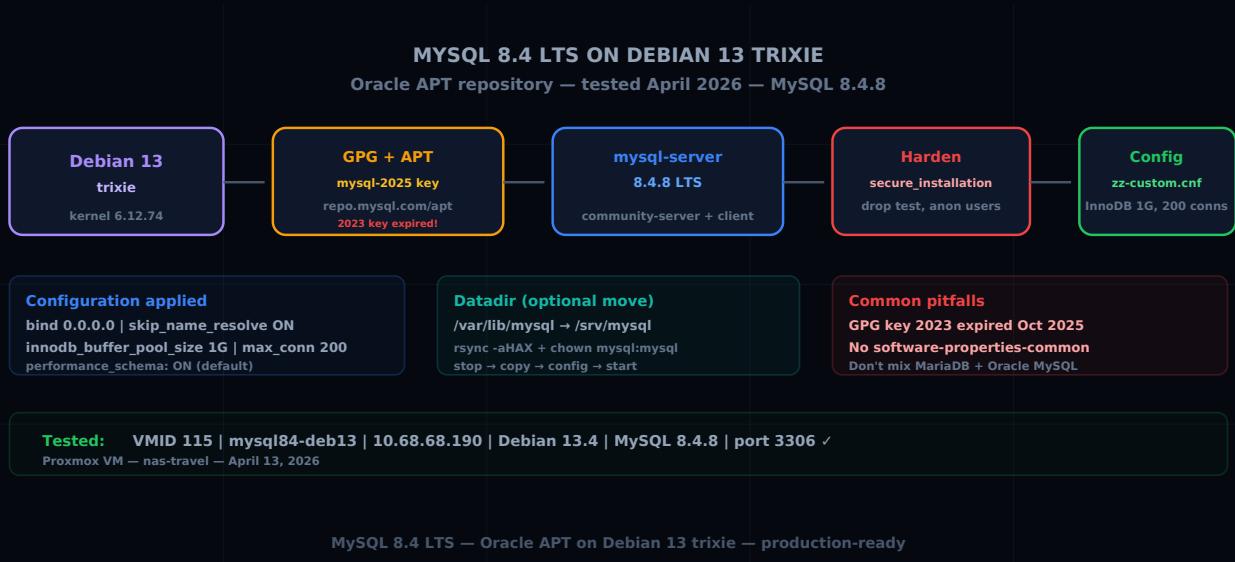 MYSQL 8.4 LTS ON DEBIAN 13 TRIXIE
Oracle APT repository — tested April 2026 — MySQL 8.4.8
Debian 13
trixie
kernel 6.12.74
GPG + APT
mysql-2025 key
repo.mysql.com/apt
2023 key expired!
mysql-server
8.4.8 LTS
community-server + client
Harden
secure_installation
drop test, anon users
Config
zz-custom.cnf
InnoDB 1G, 200 conns
Configuration applied
bind 0.0.0.0 | skip_name_resolve ON
innodb_buffer_pool_size 1G | max_conn 200
performance_schema: ON (default)
Datadir (optional move)
/var/lib/mysql → /srv/mysql
rsync -aHAX + chown mysql:mysql
stop → copy → config → start
Common pitfalls
GPG key 2023 expired Oct 2025
No software-properties-common
Don't mix MariaDB + Oracle MySQL
Tested: VMID 115 | mysql84-deb13 | 10.68.68.190 | Debian 13.4 | MySQL 8.4.8 | port 3306 ✓
Proxmox VM — nas-travel — April 13, 2026
MySQL 8.4 LTS — Oracle APT on Debian 13 trixie — production-ready